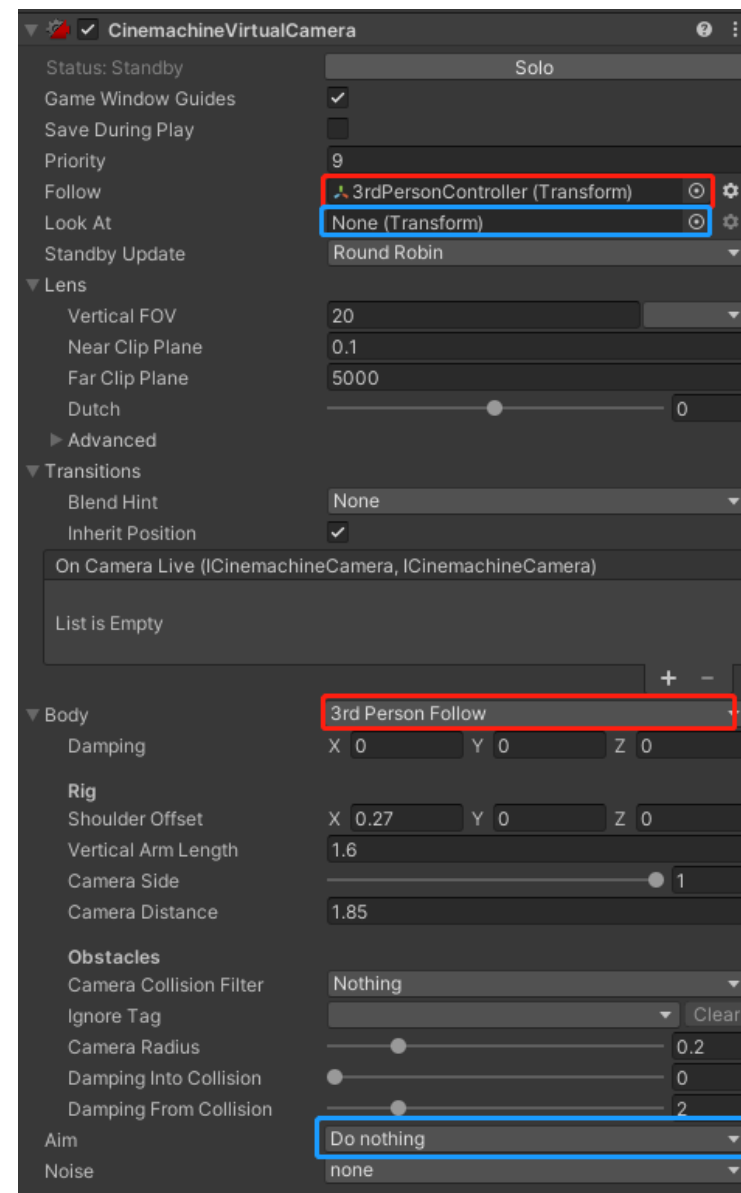 CinemachineVirtualCamera
Status: Standby Solo
Game Window Guides
Save During Play
Priority 9
Follow 3rdPersonController (Transform)
Look At None (Transform)
Standby Update Round Robin
Lens
Vertical FOV 20
Near Clip Plane 0.1
Far Clip Plane 5000
Dutch 0
Advanced
Transitions
Blend Hint None
Inherit Position
On Camera Live (ICinemachineCamera, ICinemachineCamera)
List is Empty
+ −
Body 3rd Person Follow
Damping X 0 Y 0 Z 0
Rig
Shoulder Offset X 0.27 Y 0 Z 0
Vertical Arm Length 1.6
Camera Side 1
Camera Distance 1.85
Obstacles
Camera Collision Filter Nothing
Ignore Tag Clear
Camera Radius 0.2
Damping Into Collision 0
Damping From Collision 2
Aim Do nothing
Noise none